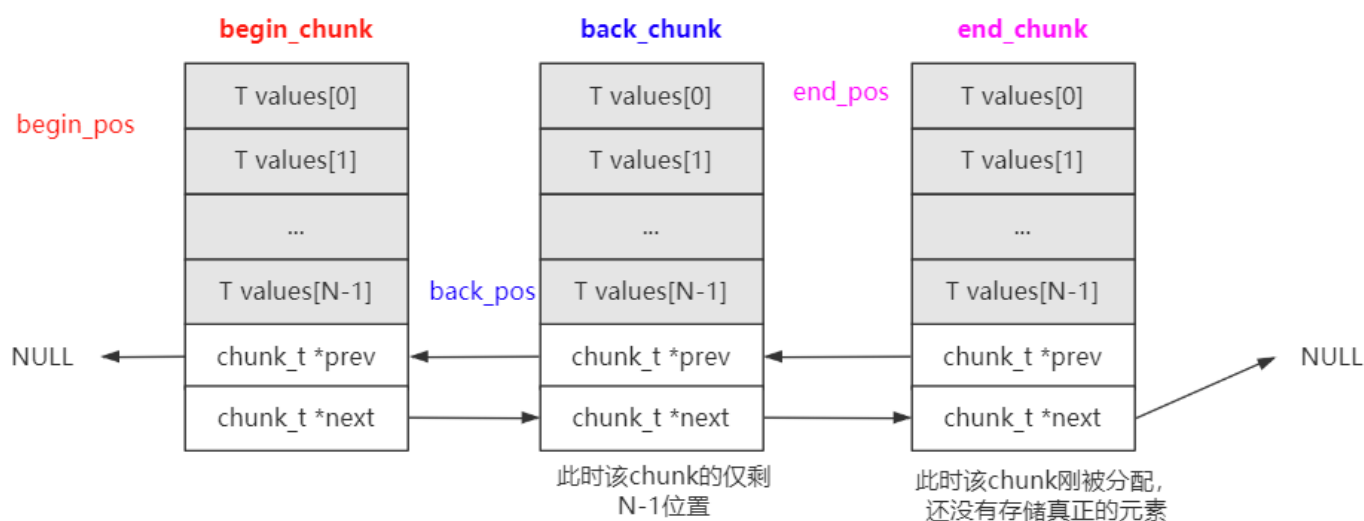 begin_chunk
back_chunk
end_chunk
begin_pos
T values[0]
T values[1]
...
T values[N-1]
chunk_t *prev
chunk_t *next
NULL
back_pos
T values[0]
T values[1]
...
T values[N-1]
chunk_t *prev
chunk_t *next
此时该chunk的仅剩
N-1位置
end_pos
T values[0]
T values[1]
...
T values[N-1]
chunk_t *prev
chunk_t *next
NULL
此时该chunk刚被分配，
还没有存储真正的元素